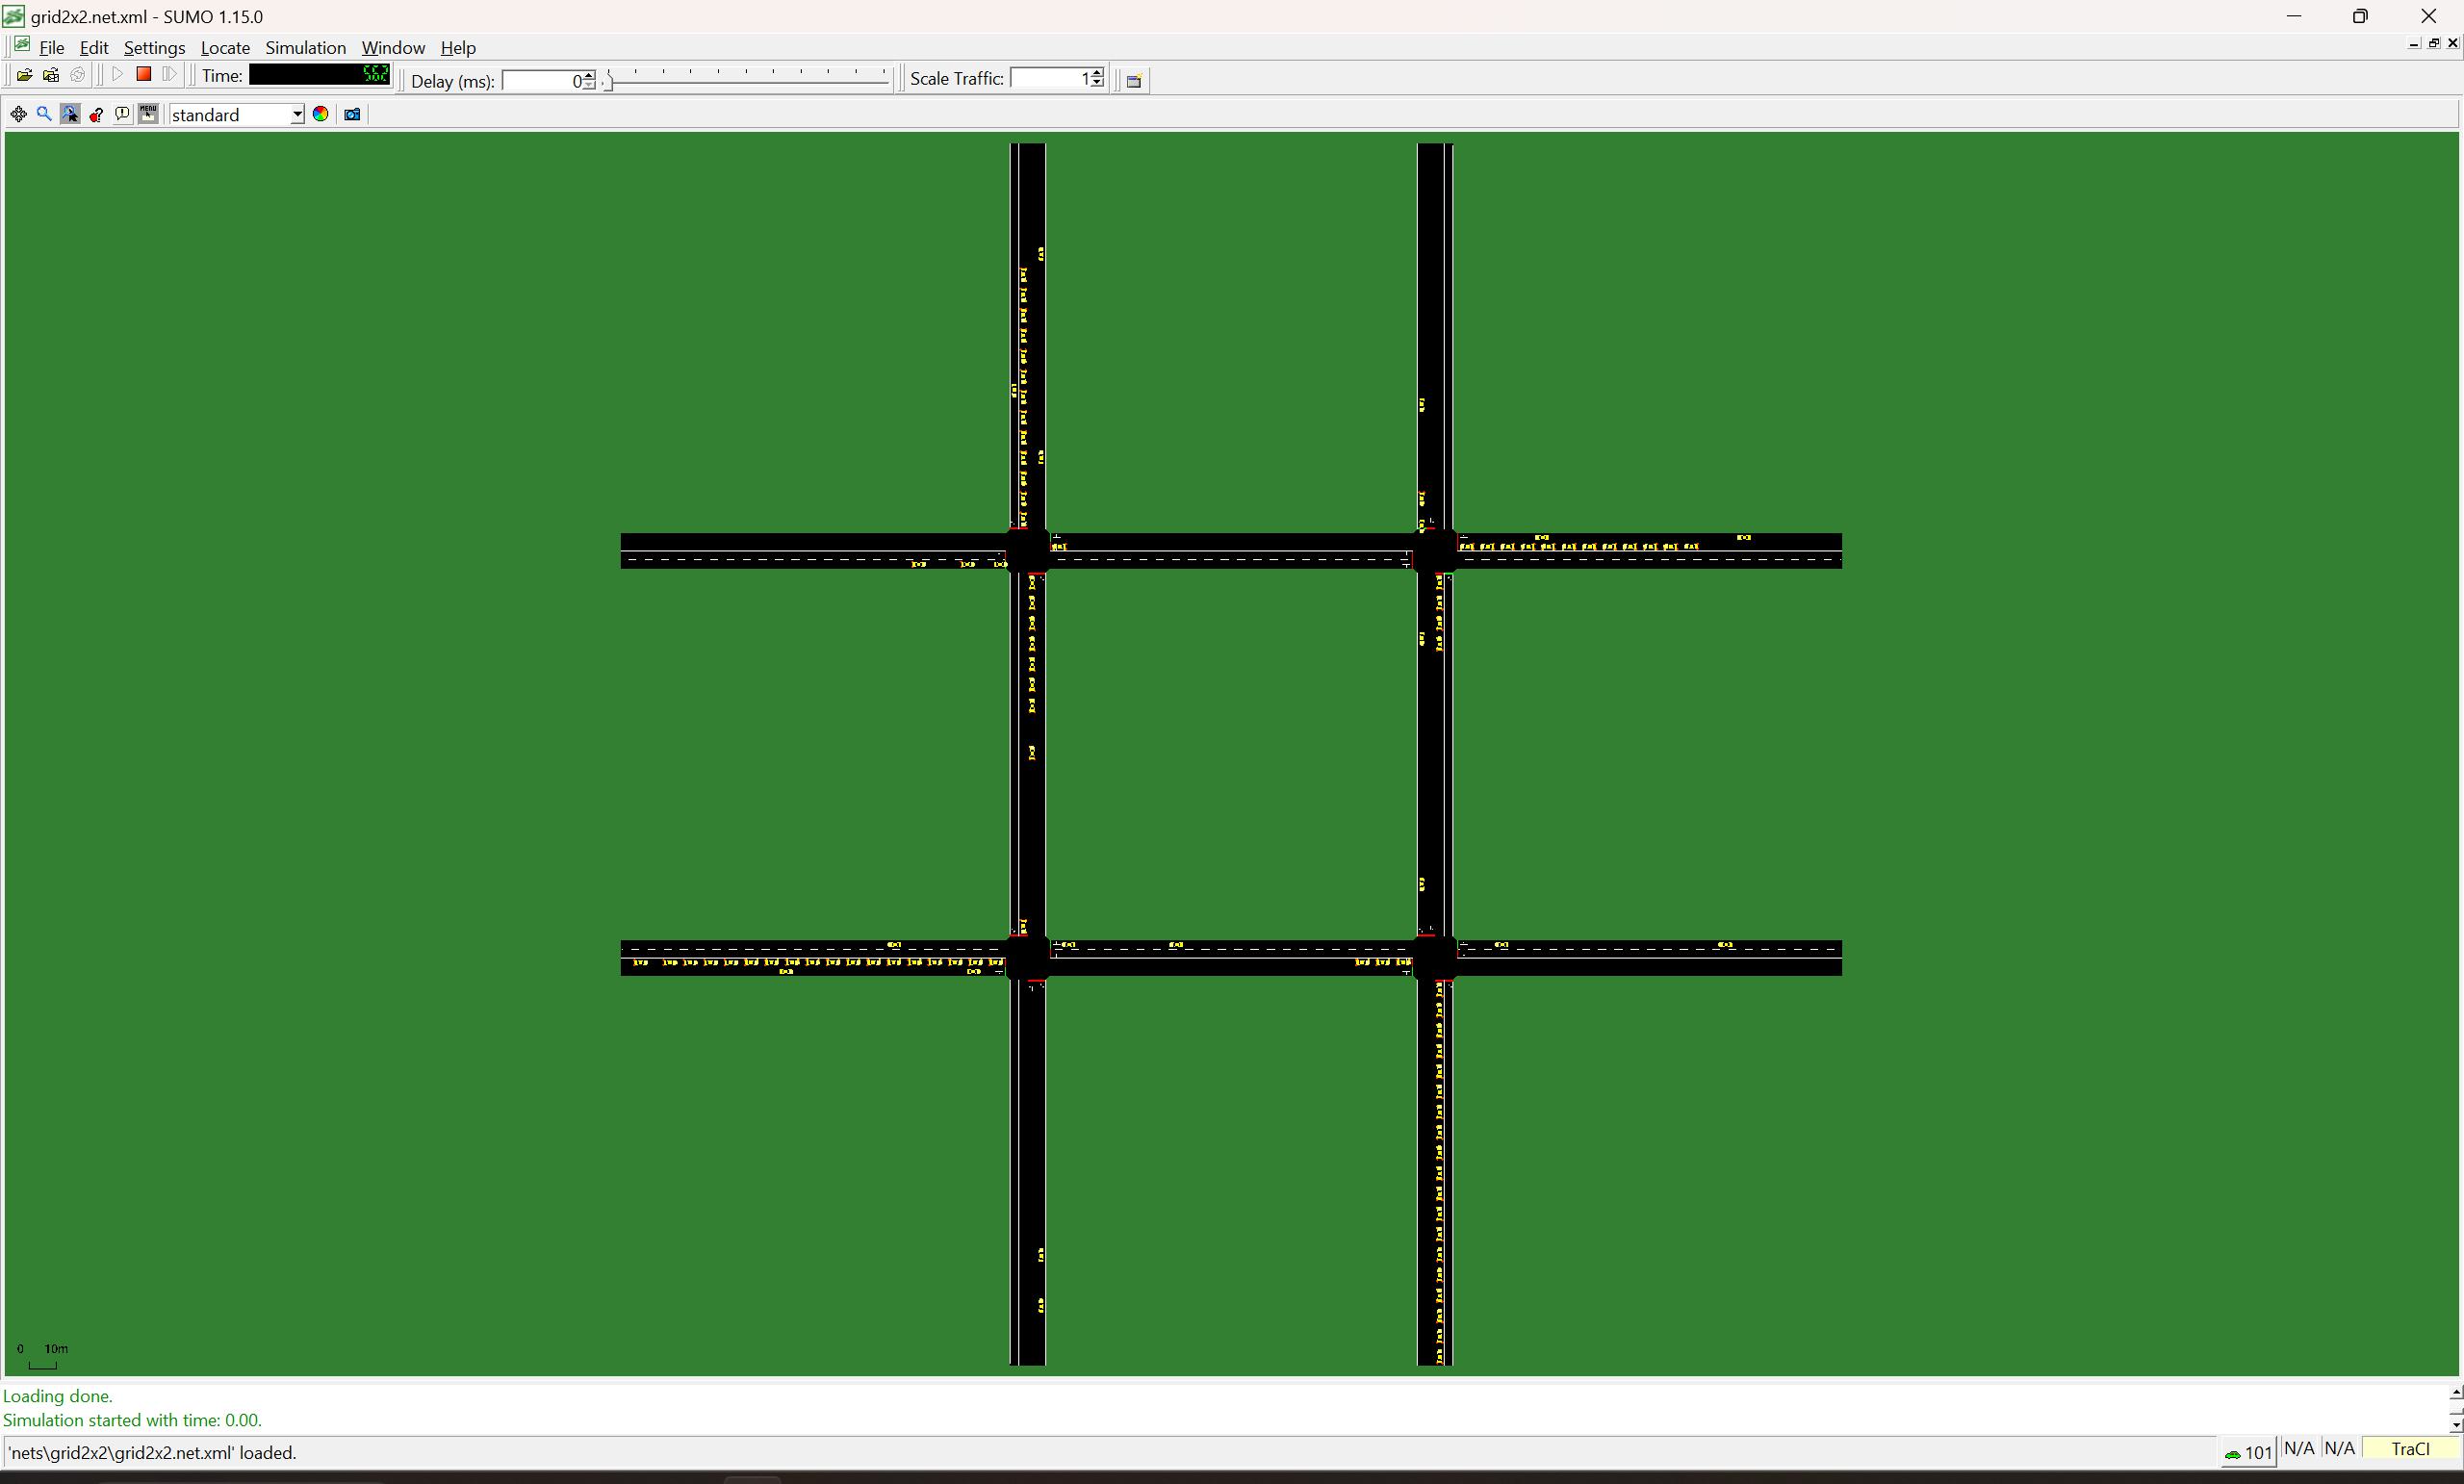 grid2x2.net.xml - SUMO 1.15.0
File Edit Settings Locate Simulation Window Help
Time: 562 Delay (ms): 0 Scale Traffic: 1
MENU standard
0 10m
Loading done.
Simulation started with time: 0.00.
'nets\grid2x2\grid2x2.net.xml' loaded. 101 N/A N/A TraCI